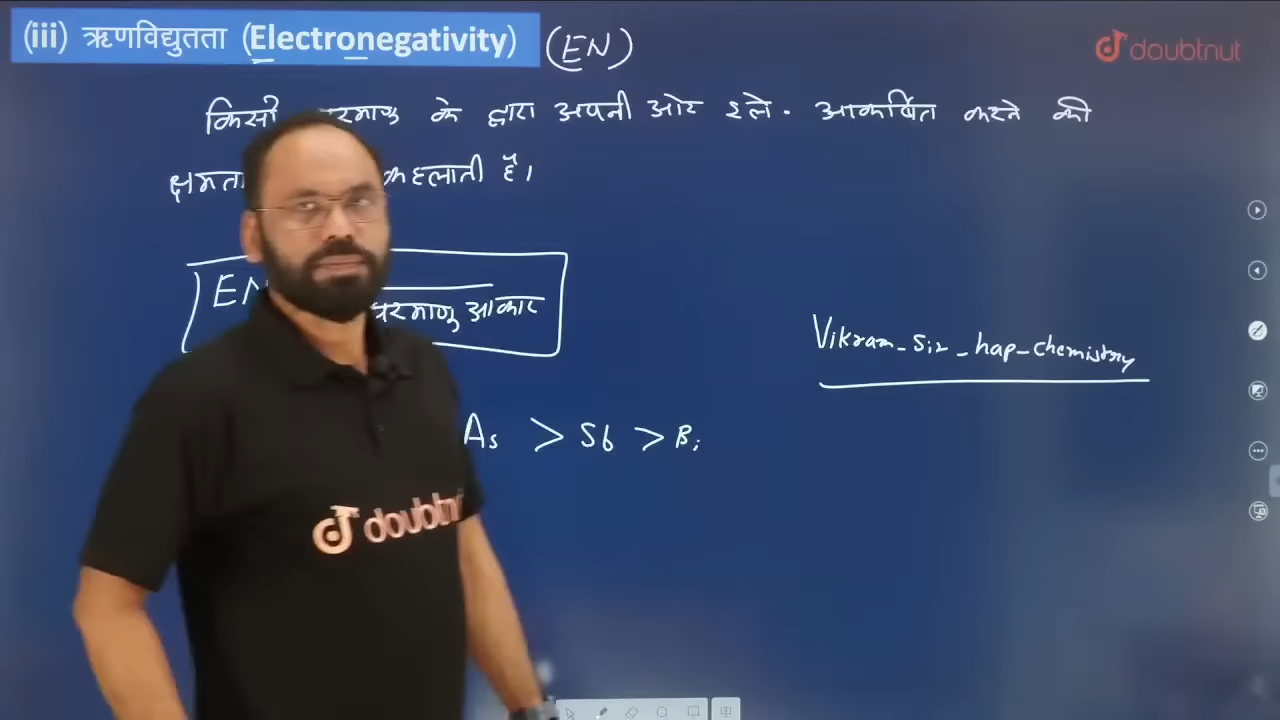 (iii) ऋणविद्युतता (Electronegativity) (EN)
doubtnut
किसी के द्वारा अपनी ओर इले. आकर्षित करने की
क्षमता कहलाती है।
EN
परमाणु आकार
Vikram_Sir_hap_chemistry
As > Sb > Bi
doubtnut